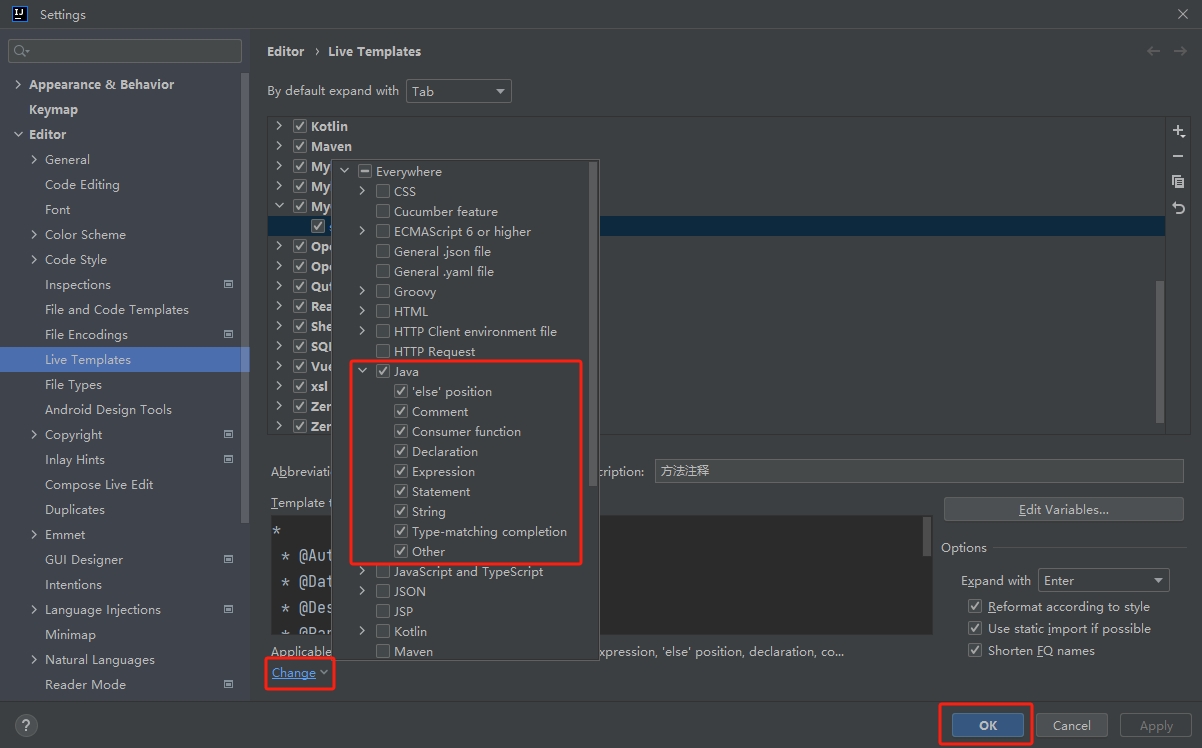 Settings
Editor › Live Templates
Appearance & Behavior
Keymap
Editor
General
Code Editing
Font
Color Scheme
Code Style
Inspections
File and Code Templates
File Encodings
Live Templates
File Types
Android Design Tools
Copyright
Inlay Hints
Compose Live Edit
Duplicates
Emmet
GUI Designer
Intentions
Language Injections
Minimap
Natural Languages
Reader Mode
By default expand with Tab
Kotlin
Maven
My
My
My
Ope
Ope
Qut
Rea
She
SQL
Vue
xsl
Zen
Zen
Everywhere
CSS
Cucumber feature
ECMAScript 6 or higher
General .json file
General .yaml file
Groovy
HTML
HTTP Client environment file
HTTP Request
Java
'else' position
Comment
Consumer function
Declaration
Expression
Statement
String
Type-matching completion
Other
JavaScript and TypeScript
JSON
JSP
Kotlin
Maven
Abbreviati
cription: 方法注释
Template t
*
* @Aut
* @Dat
* @Des
* @Par
Edit Variables...
Options
Expand with Enter
Reformat according to style
Use static import if possible
Shorten FQ names
Applicable
xpression, 'else' position, declaration, co...
Change
?
OK
Cancel
Apply